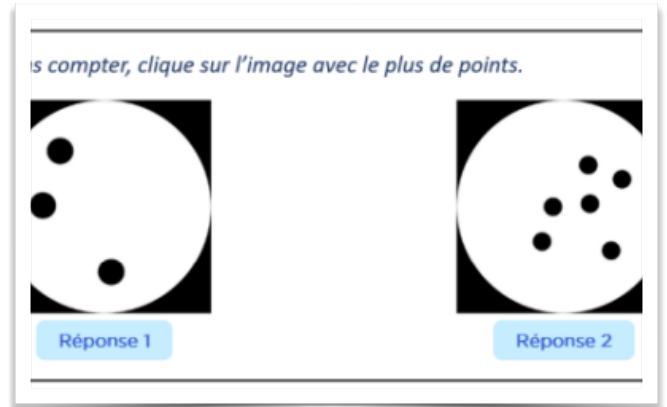 s compter, clique sur l'image avec le plus de points.
Réponse 1
Réponse 2